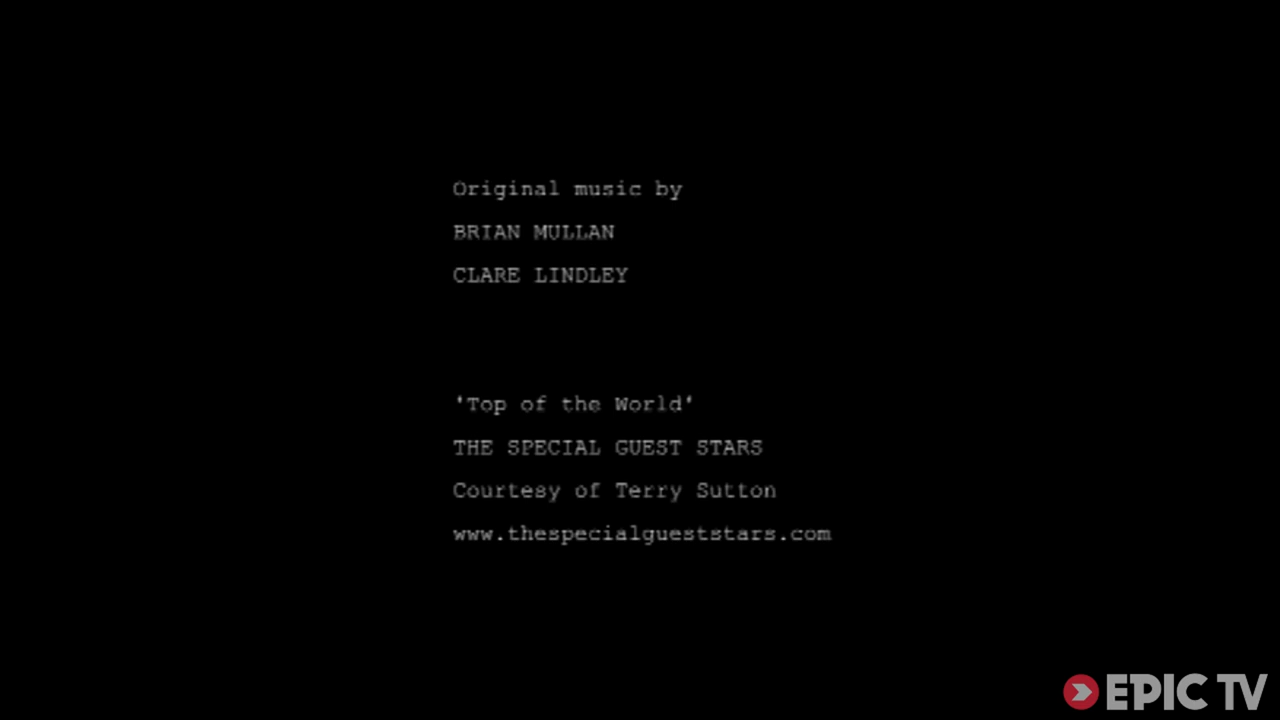 Original music by
BRIAN MULLAN
CLARE LINDLEY
'Top of the World'
THE SPECIAL GUEST STARS
Courtesy of Terry Sutton
www.thespecialgueststars.com
EPIC TV